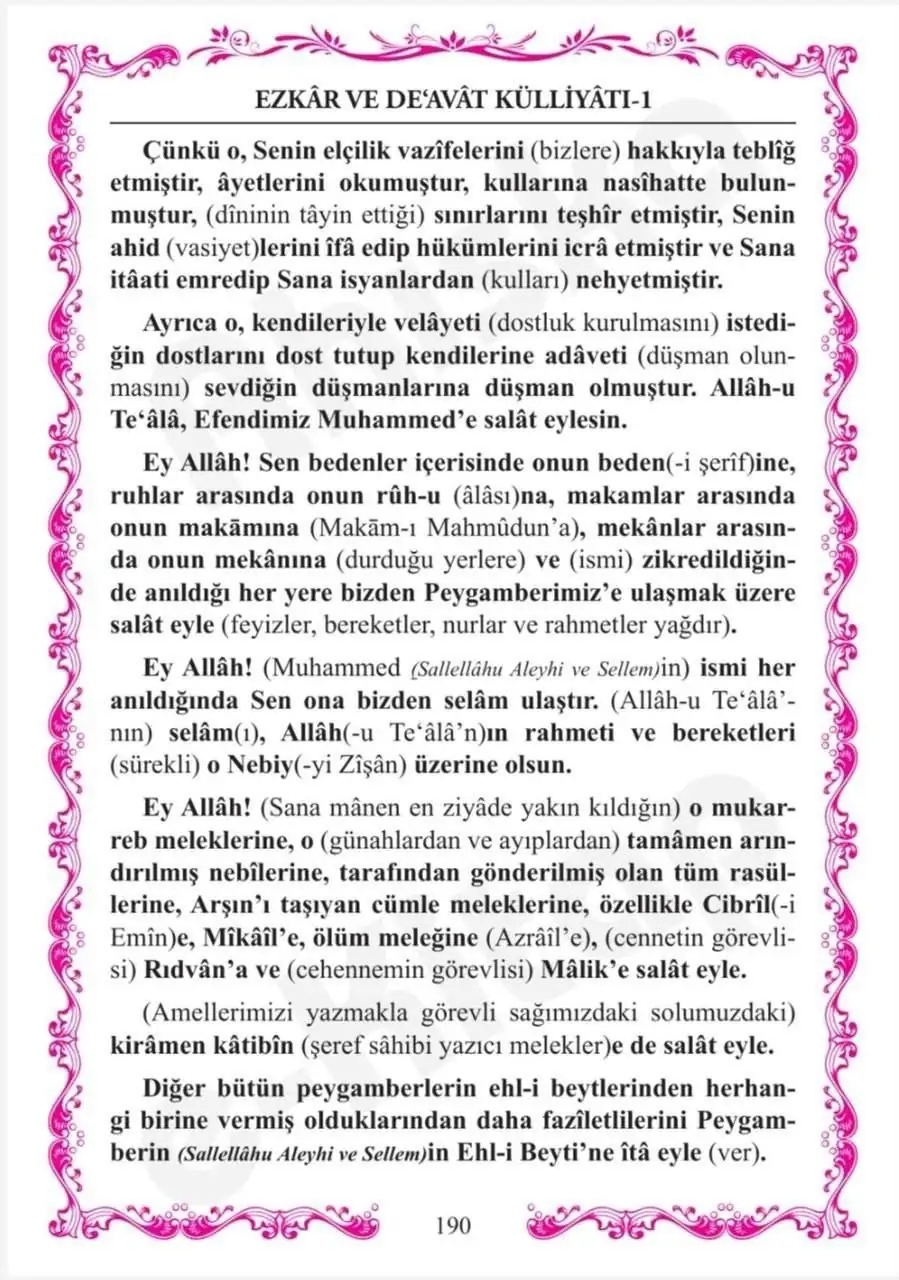 EZKÂR VE DE‘AVÂT KÜLLİYÂTI-1
Çünkü o, Senin elçilik vazîfelerini (bizlere) hakkıyla teblîğ
etmiştir, âyetlerini okumuştur, kullarına nasîhatte bulun-
muştur, (dîninin tâyin ettiği) sınırlarını teşhîr etmiştir, Senin
ahid (vasiyet)lerini îfâ edip hükümlerini icrâ etmiştir ve Sana
itâati emredip Sana isyanlardan (kulları) nehyetmiştir.
Ayrıca o, kendileriyle velâyeti (dostluk kurulmasını) istedi-
ğin dostlarını dost tutup kendilerine adâveti (düşman olun-
masını) sevdiğin düşmanlarına düşman olmuştur. Allâh-u
Te‘âlâ, Efendimiz Muhammed’e salât eylesin.
Ey Allâh! Sen bedenler içerisinde onun beden(-i şerîf)ine,
ruhlar arasında onun rûh-u (âlâsı)na, makamlar arasında
onun makāmına (Makām-ı Mahmûdun’a), mekânlar arasın-
da onun mekânına (durduğu yerlere) ve (ismi) zikredildiğin-
de anıldığı her yere bizden Peygamberimiz’e ulaşmak üzere
salât eyle (feyizler, bereketler, nurlar ve rahmetler yağdır).
Ey Allâh! (Muhammed (Sallellâhu Aleyhi ve Sellem)in) ismi her
anıldığında Sen ona bizden selâm ulaştır. (Allâh-u Te‘âlâ’-
nın) selâm(ı), Allâh(-u Te‘âlâ’n)ın rahmeti ve bereketleri
(sürekli) o Nebiy(-yi Zîşân) üzerine olsun.
Ey Allâh! (Sana mânen en ziyâde yakın kıldığın) o mukar-
reb meleklerine, o (günahlardan ve ayıplardan) tamâmen arın-
dırılmış nebîlerine, tarafından gönderilmiş olan tüm rasül-
lerine, Arşın’ı taşıyan cümle meleklerine, özellikle Cibrîl(-i
Emîn)e, Mîkâîl’e, ölüm meleğine (Azrâîl’e), (cennetin görevli-
si) Rıdvân’a ve (cehennemin görevlisi) Mâlik’e salât eyle.
(Amellerimizi yazmakla görevli sağımızdaki solumuzdaki)
kirâmen kâtibîn (şeref sâhibi yazıcı melekler)e de salât eyle.
Diğer bütün peygamberlerin ehl-i beytlerinden herhan-
gi birine vermiş olduklarından daha fazîletlilerini Peygam-
berin (Sallellâhu Aleyhi ve Sellem)in Ehl-i Beyti’ne îtâ eyle (ver).
190